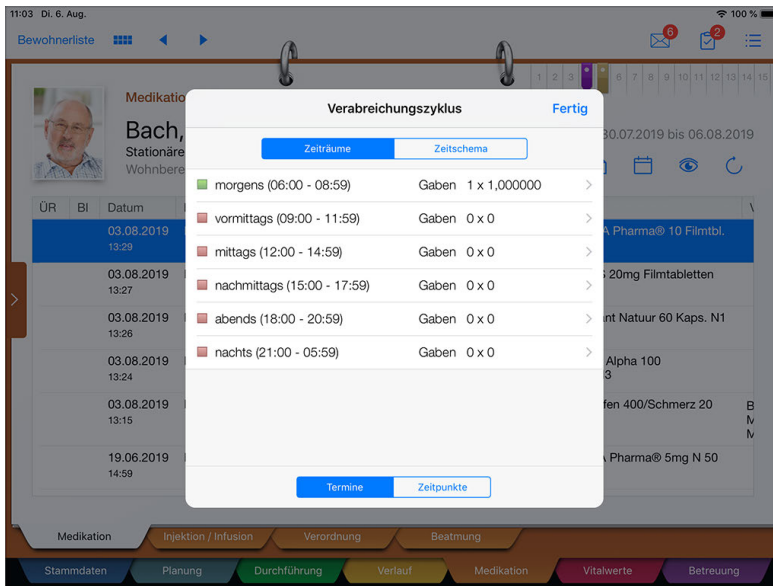 11:03 Di. 6. Aug.
100 %
Bewohnerliste
6
2
1 2 3 6 7 8 9 10 11 12 13 14 15
Medikatio
Bach,
Stationäre
Wohnbere
30.07.2019 bis 06.08.2019
Verabreichungszyklus
Fertig
Zeiträume
Zeitschema
morgens (06:00 - 08:59) Gaben 1 x 1,000000
vormittags (09:00 - 11:59) Gaben 0 x 0
mittags (12:00 - 14:59) Gaben 0 x 0
nachmittags (15:00 - 17:59) Gaben 0 x 0
abends (18:00 - 20:59) Gaben 0 x 0
nachts (21:00 - 05:59) Gaben 0 x 0
Termine
Zeitpunkte
ÜR BI Datum
03.08.2019 A Pharma® 10 Filmtbl.
13:29
03.08.2019 20mg Filmtabletten
13:27
03.08.2019 nt Natuur 60 Kaps. N1
13:26
03.08.2019 Alpha 100
13:24 3
03.08.2019 fen 400/Schmerz 20 B
13:15 M
M
19.06.2019 Pharma® 5mg N 50
14:59
Medikation
Injektion / Infusion
Verordnung
Beatmung
Stammdaten
Planung
Durchführung
Verlauf
Medikation
Vitalwerte
Betreuung